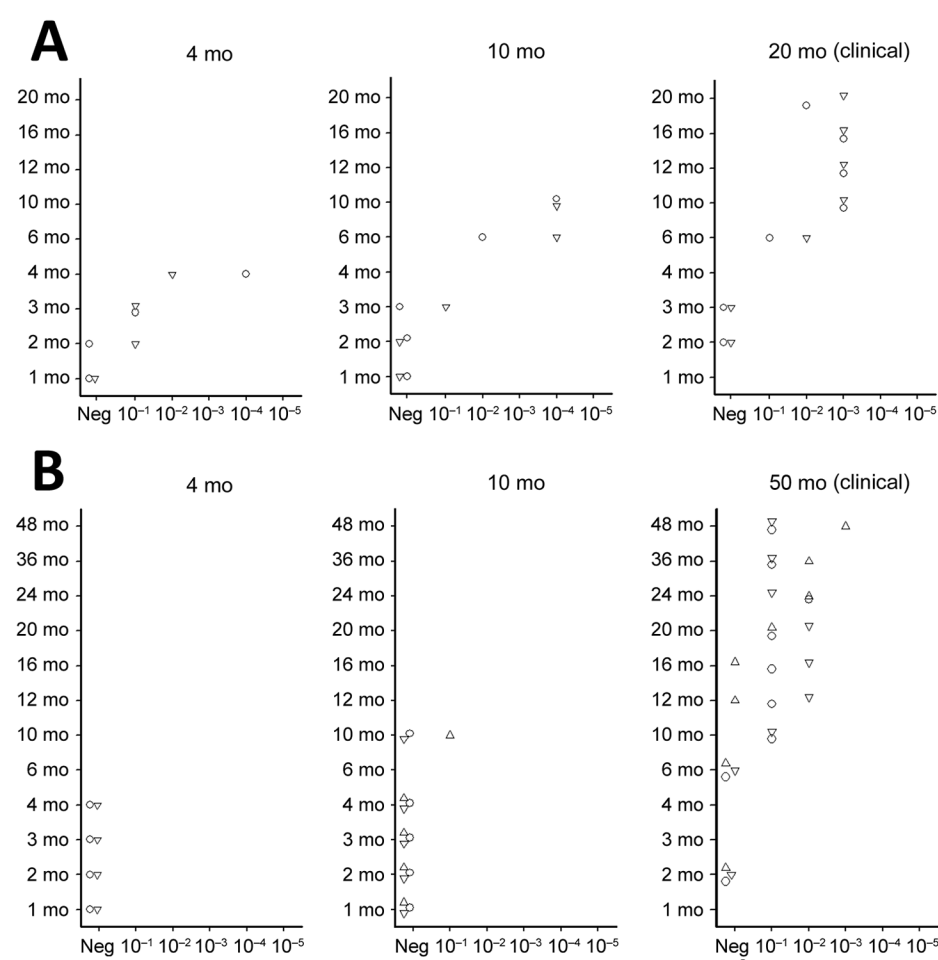 A
4 mo 10 mo 20 mo (clinical)
20 mo 20 mo 20 mo
16 mo 16 mo 16 mo
12 mo 12 mo 12 mo
10 mo 10 mo 10 mo
6 mo 6 mo 6 mo
4 mo 4 mo 4 mo
3 mo 3 mo 3 mo
2 mo 2 mo 2 mo
1 mo 1 mo 1 mo
Neg 10⁻¹ 10⁻² 10⁻³ 10⁻⁴ 10⁻⁵ Neg 10⁻¹ 10⁻² 10⁻³ 10⁻⁴ 10⁻⁵ Neg 10⁻¹ 10⁻² 10⁻³ 10⁻⁴ 10⁻⁵
B
4 mo 10 mo 50 mo (clinical)
48 mo 48 mo 48 mo
36 mo 36 mo 36 mo
24 mo 24 mo 24 mo
20 mo 20 mo 20 mo
16 mo 16 mo 16 mo
12 mo 12 mo 12 mo
10 mo 10 mo 10 mo
6 mo 6 mo 6 mo
4 mo 4 mo 4 mo
3 mo 3 mo 3 mo
2 mo 2 mo 2 mo
1 mo 1 mo 1 mo
Neg 10⁻¹ 10⁻² 10⁻³ 10⁻⁴ 10⁻⁵ Neg 10⁻¹ 10⁻² 10⁻³ 10⁻⁴ 10⁻⁵ Neg 10⁻¹ 10⁻² 10⁻³ 10⁻⁴ 10⁻⁵